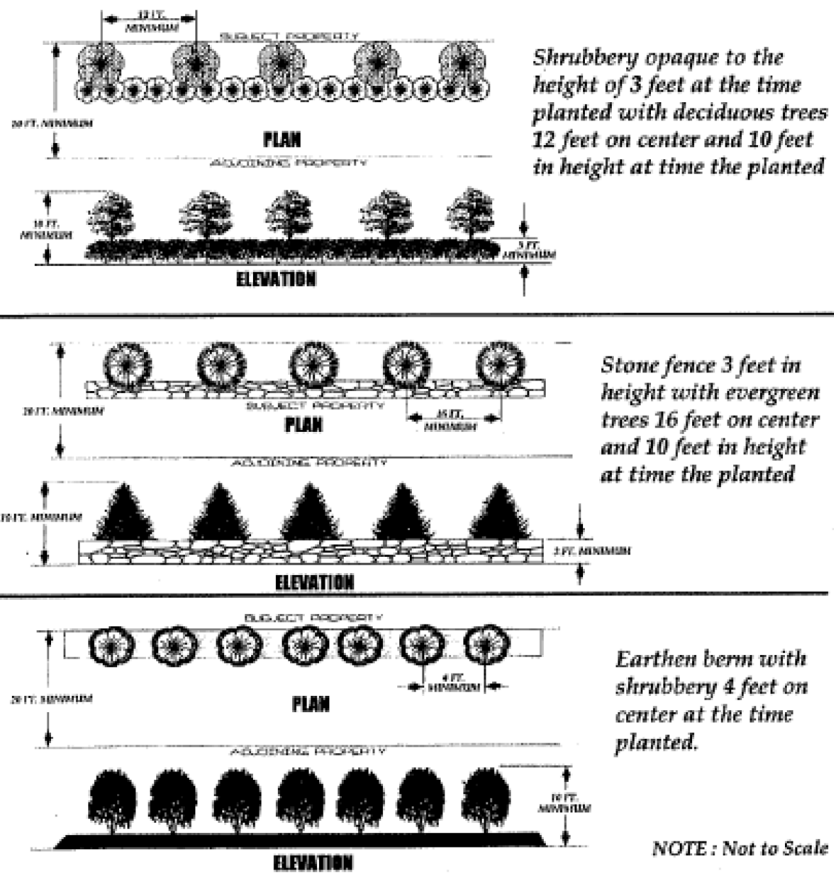 12 FT.
MINIMUM
SUBJECT PROPERTY
20 FT. MINIMUM
PLAN
ADJOINING PROPERTY
10 FT.
MINIMUM
3 FT.
MINIMUM
ELEVATION
Shrubbery opaque to the
height of 3 feet at the time
planted with deciduous trees
12 feet on center and 10 feet
in height at time the planted
20 FT. MINIMUM
SUBJECT PROPERTY
PLAN
16 FT.
MINIMUM
ADJOINING PROPERTY
10 FT. MINIMUM
3 FT. MINIMUM
ELEVATION
Stone fence 3 feet in
height with evergreen
trees 16 feet on center
and 10 feet in height
at time the planted
SUBJECT PROPERTY
20 FT. MINIMUM
4 FT.
MINIMUM
PLAN
ADJOINING PROPERTY
10 FT.
MINIMUM
ELEVATION
Earthen berm with
shrubbery 4 feet on
center at the time
planted.
NOTE : Not to Scale